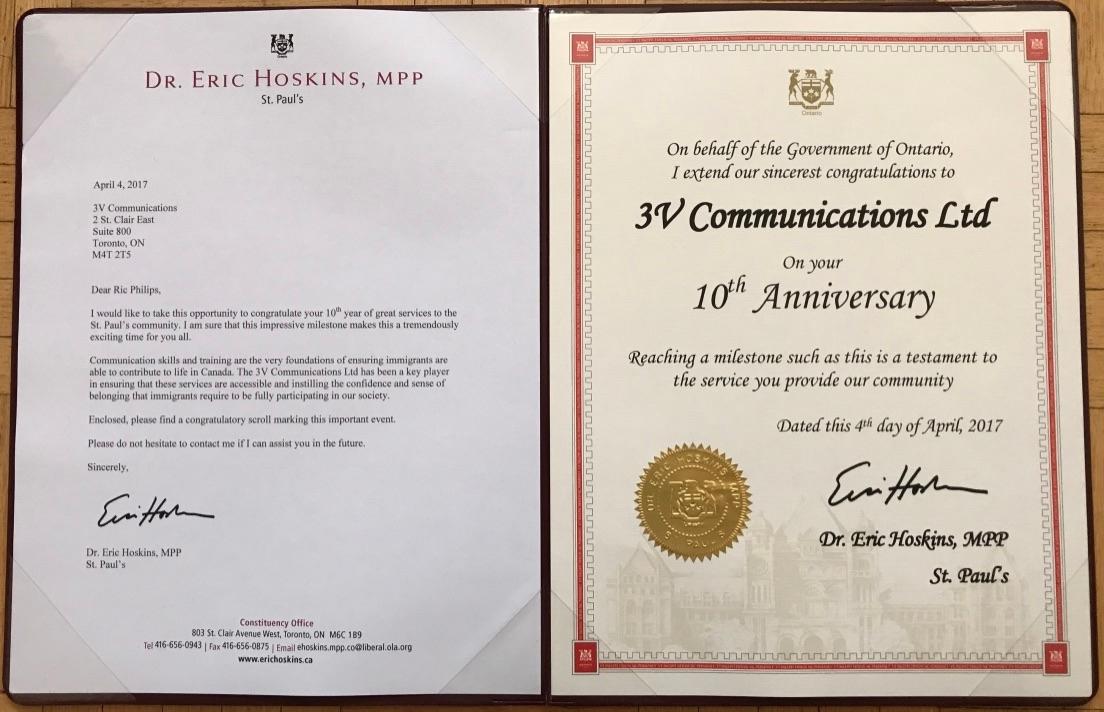 Ontario
DR. ERIC HOSKINS, MPP
St. Paul's
April 4, 2017
3V Communications
2 St. Clair East
Suite 800
Toronto, ON
M4T 2T5
Dear Ric Philips,
I would like to take this opportunity to congratulate your 10th year of great services to the
St. Paul's community. I am sure that this impressive milestone makes this a tremendously
exciting time for you all.
Communication skills and training are the very foundations of ensuring immigrants are
able to contribute to life in Canada. The 3V Communications Ltd has been a key player
in ensuring that these services are accessible and instilling the confidence and sense of
belonging that immigrants require to be fully participating in our society.
Enclosed, please find a congratulatory scroll marking this important event.
Please do not hesitate to contact me if I can assist you in the future.
Sincerely,
Eric Hoskins
Dr. Eric Hoskins, MPP
St. Paul's
Constituency Office
803 St. Clair Avenue West, Toronto, ON M6C 1B9
Tel 416-656-0943 | Fax 416-656-0875 | Email ehoskins.mpp.co@liberal.ola.org
www.erichoskins.ca
Ontario
On behalf of the Government of Ontario,
I extend our sincerest congratulations to
3V Communications Ltd
On your
10th Anniversary
Reaching a milestone such as this is a testament to
the service you provide our community
Dated this 4th day of April, 2017
DR. ERIC HOSKINS MPP
ST. PAUL'S
Eric Hoskins
Dr. Eric Hoskins, MPP
St. Paul's